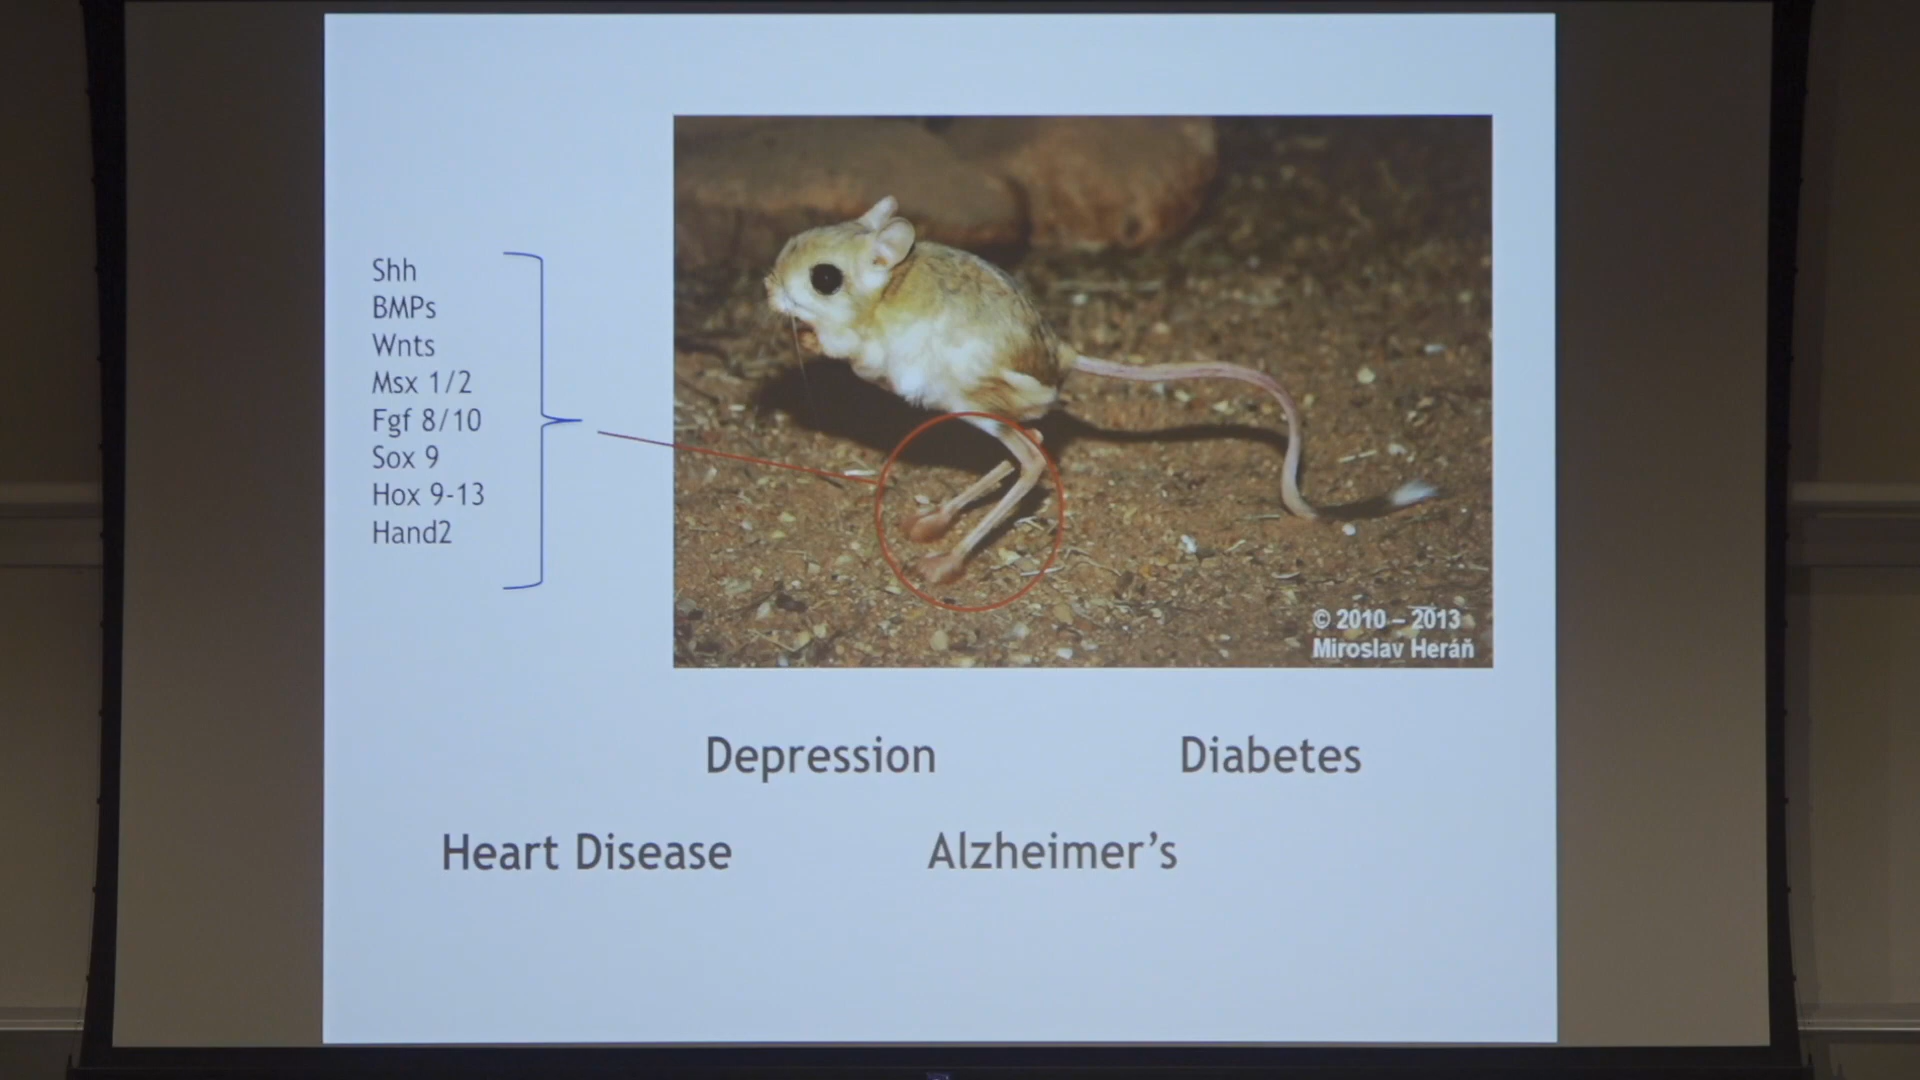 Shh
BMPs
Wnts
Msx 1/2
Fgf 8/10
Sox 9
Hox 9-13
Hand2
© 2010 – 2013
Miroslav Heráň
Depression
Diabetes
Heart Disease
Alzheimer's